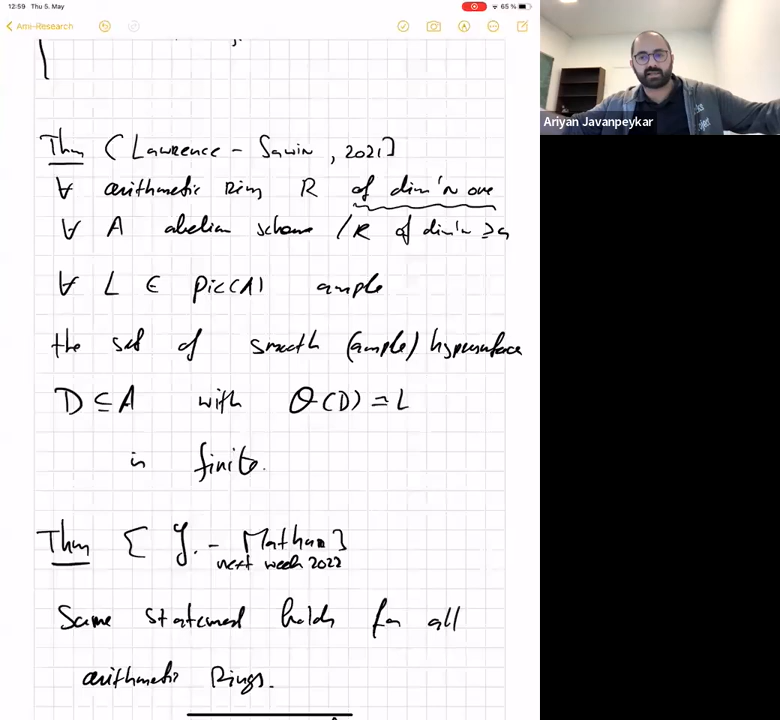 12:59 Thu 5. May
65 %
Ami-Research
Ariyan Javanpeykar
Thm (Lawrence - Sawin, 2021]
∀ arithmetic ring R of dim'n one
∀ A abelian scheme /R of dim'n ≥4
∀ L ∈ Pic(A) ample
the set of smooth (ample) hypersurface
D ⊆ A with O(D) = L
is finite.
Thm [ J. - Mathur ]
next week 2022
Same statement holds for all
arithmetic Rings.